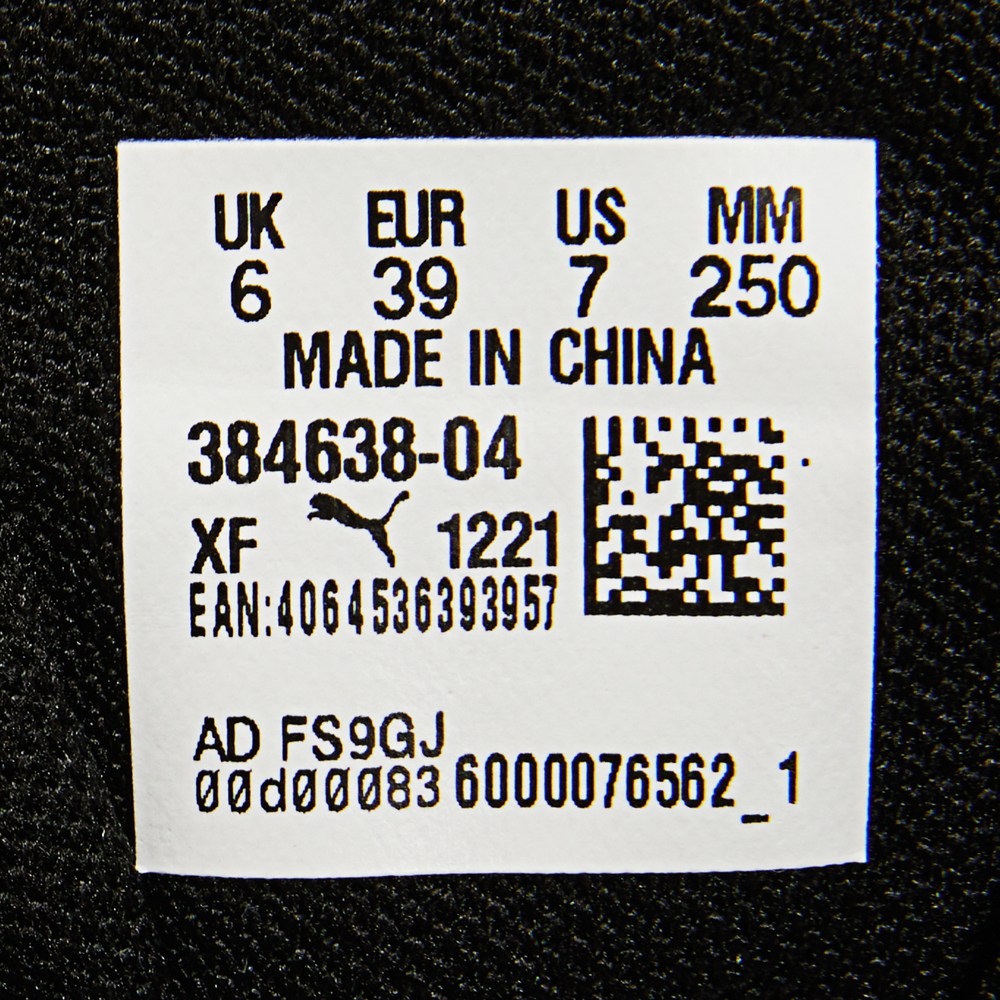 UK EUR US MM
6 39 7 250
MADE IN CHINA
384638-04
XF 1221
EAN:4064536393957
AD FS9GJ
00d00083 6000076562_1